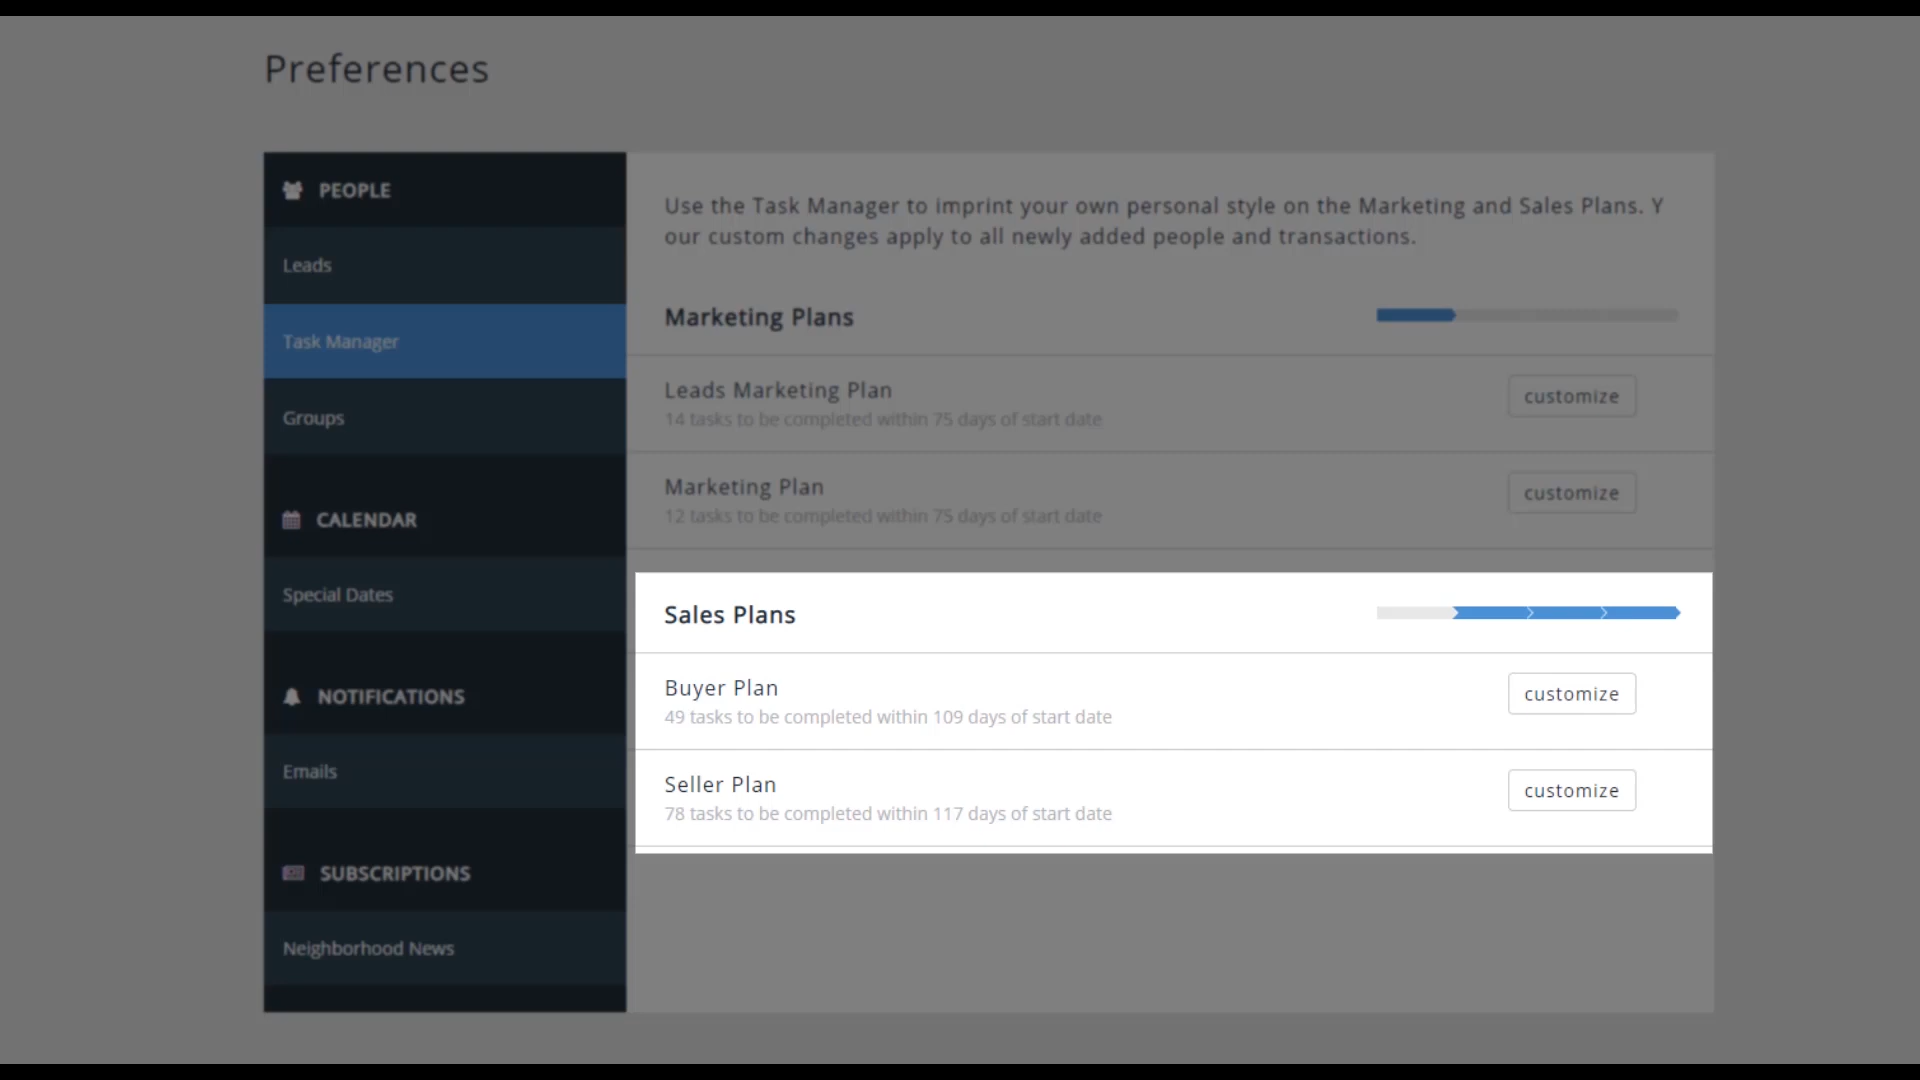 Preferences
PEOPLE
Leads
Task Manager
Groups
CALENDAR
Special Dates
NOTIFICATIONS
Emails
SUBSCRIPTIONS
Neighborhood News
Use the Task Manager to imprint your own personal style on the Marketing and Sales Plans. Y
our custom changes apply to all newly added people and transactions.
Marketing Plans
Leads Marketing Plan
14 tasks to be completed within 75 days of start date
customize
Marketing Plan
12 tasks to be completed within 75 days of start date
customize
Sales Plans
Buyer Plan
49 tasks to be completed within 109 days of start date
customize
Seller Plan
78 tasks to be completed within 117 days of start date
customize